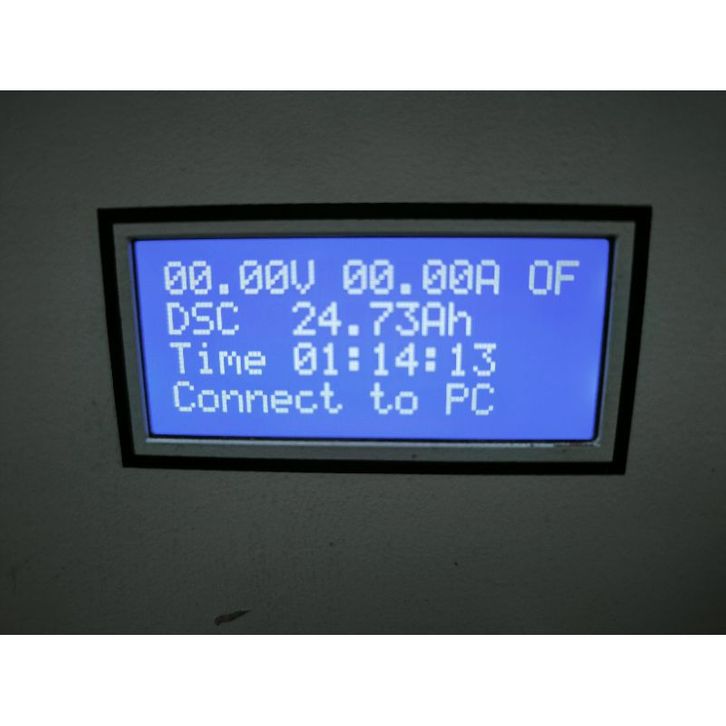 00.00V 00.00A OF
DSC 24.73Ah
Time 01:14:13
Connect to PC